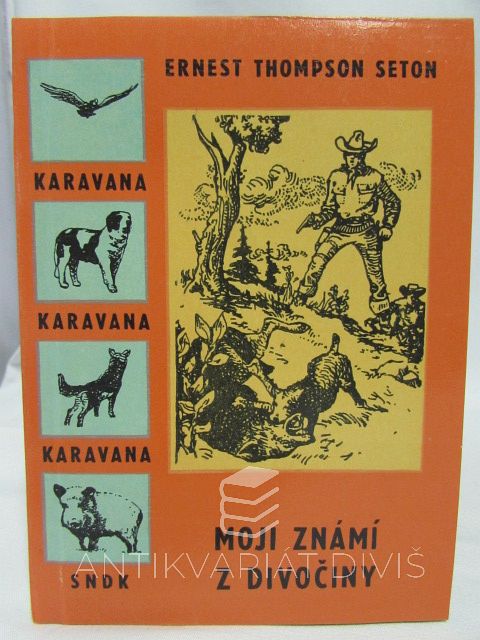 ERNEST THOMPSON SETON
KARAVANA
KARAVANA
KARAVANA
SNDK
MOJI ZNÁMÍ
Z DIVOČINY
ANTIKVARIÁT DIVIŠ